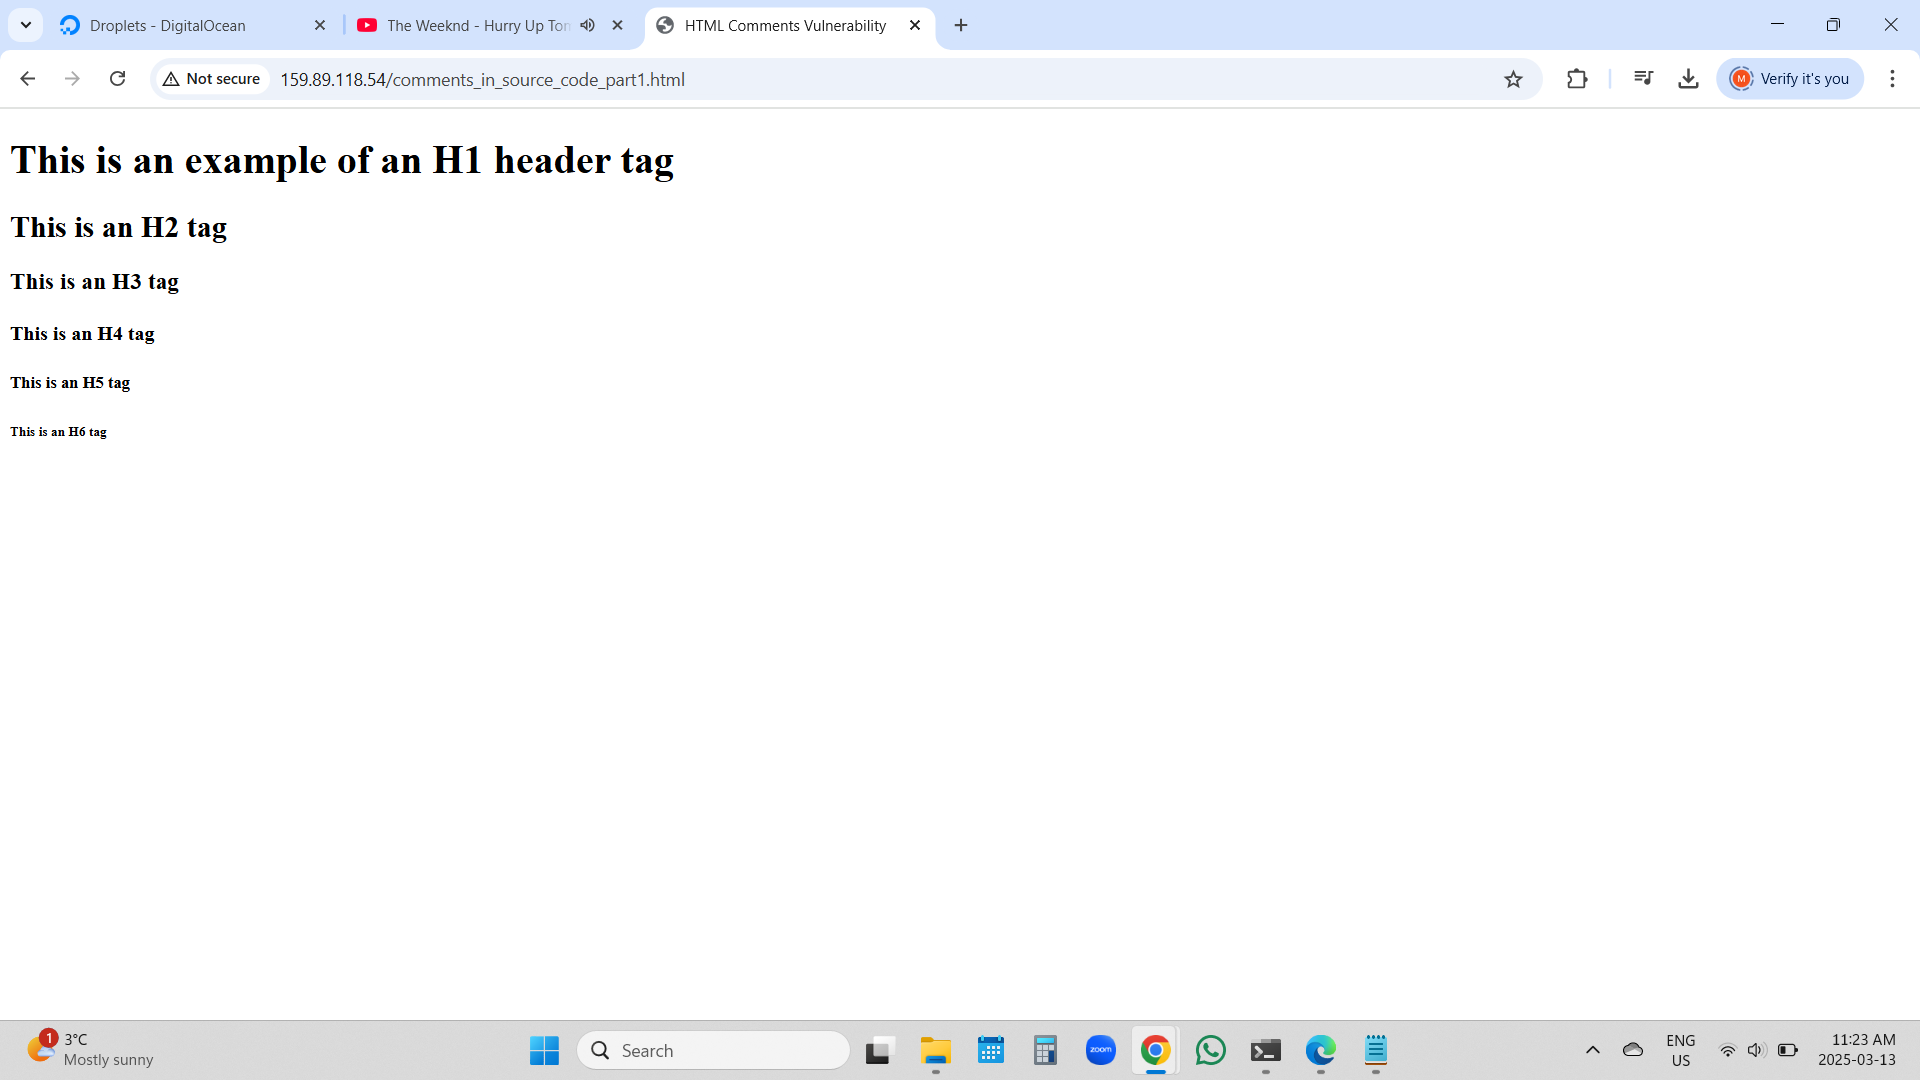 Droplets - DigitalOcean
The Weeknd - Hurry Up Ton
HTML Comments Vulnerability
Not secure
159.89.118.54/comments_in_source_code_part1.html
M
Verify it's you
This is an example of an H1 header tag
This is an H2 tag
This is an H3 tag
This is an H4 tag
This is an H5 tag
This is an H6 tag
1
3°C
Mostly sunny
Search
zoom
ENG
US
11:23 AM
2025-03-13